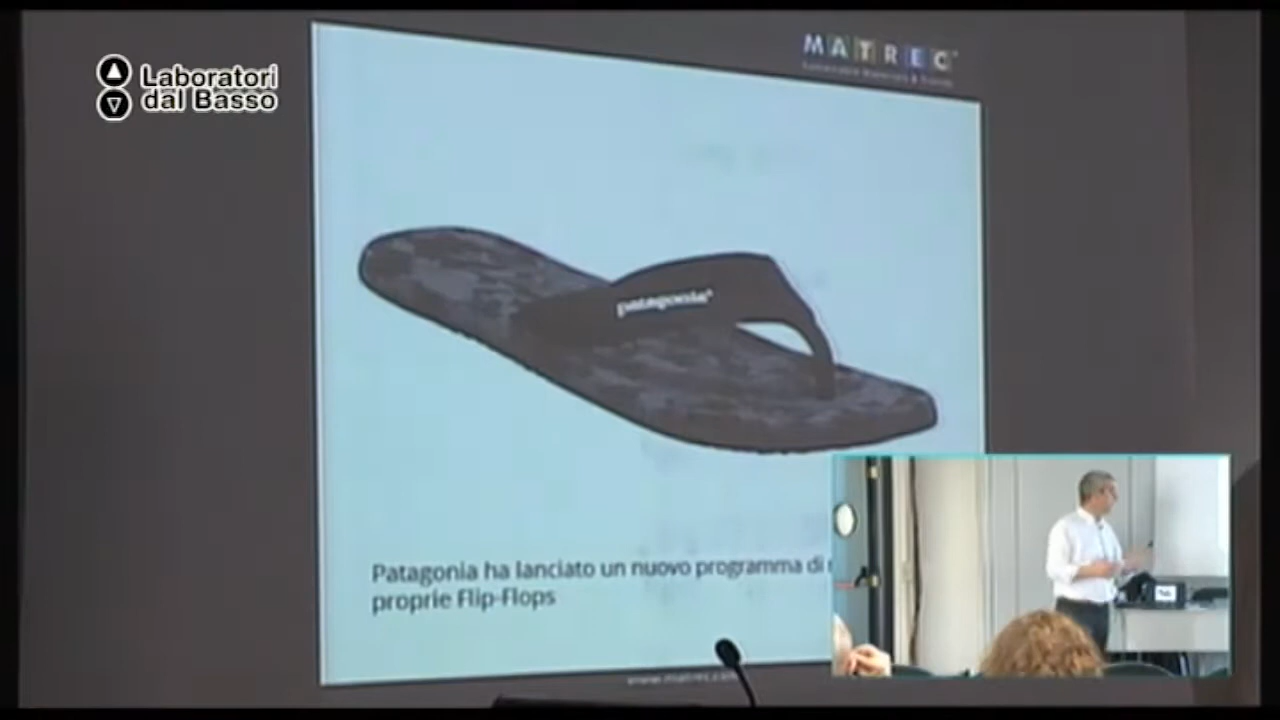 Laboratori
dal Basso
MATREC
patagonia®
Patagonia ha lanciato un nuovo programma di
proprie Flip-Flops